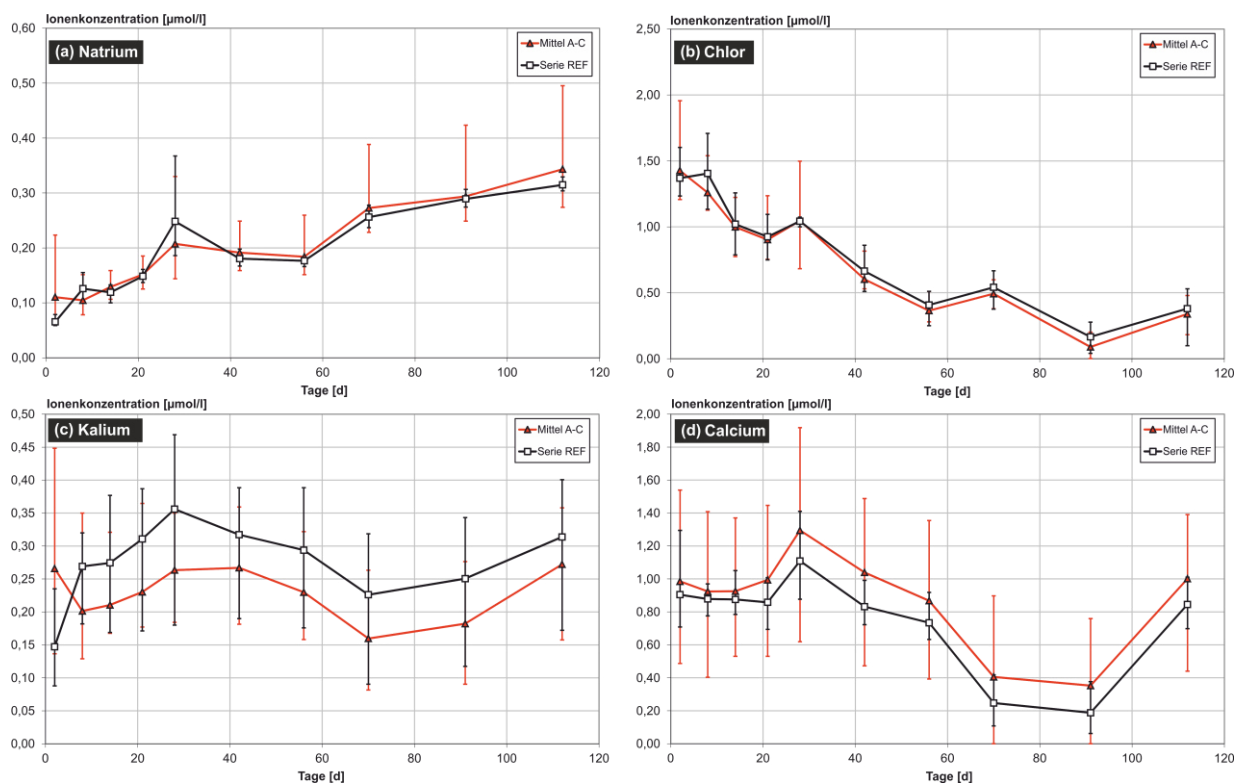 Ionenkonzentration [µmol/l]
(a) Natrium
Mittel A-C
Serie REF
0,60
0,50
0,40
0,30
0,20
0,10
0,00
0 20 40 60 80 100 120
Tage [d]
Ionenkonzentration [µmol/l]
(b) Chlor
Mittel A-C
Serie REF
2,50
2,00
1,50
1,00
0,50
0,00
0 20 40 60 80 100 120
Tage [d]
Ionenkonzentration [µmol/l]
(c) Kalium
Mittel A-C
Serie REF
0,50
0,45
0,40
0,35
0,30
0,25
0,20
0,15
0,10
0,05
0,00
0 20 40 60 80 100 120
Tage [d]
Ionenkonzentration [µmol/l]
(d) Calcium
Mittel A-C
Serie REF
2,00
1,80
1,60
1,40
1,20
1,00
0,80
0,60
0,40
0,20
0,00
0 20 40 60 80 100 120
Tage [d]